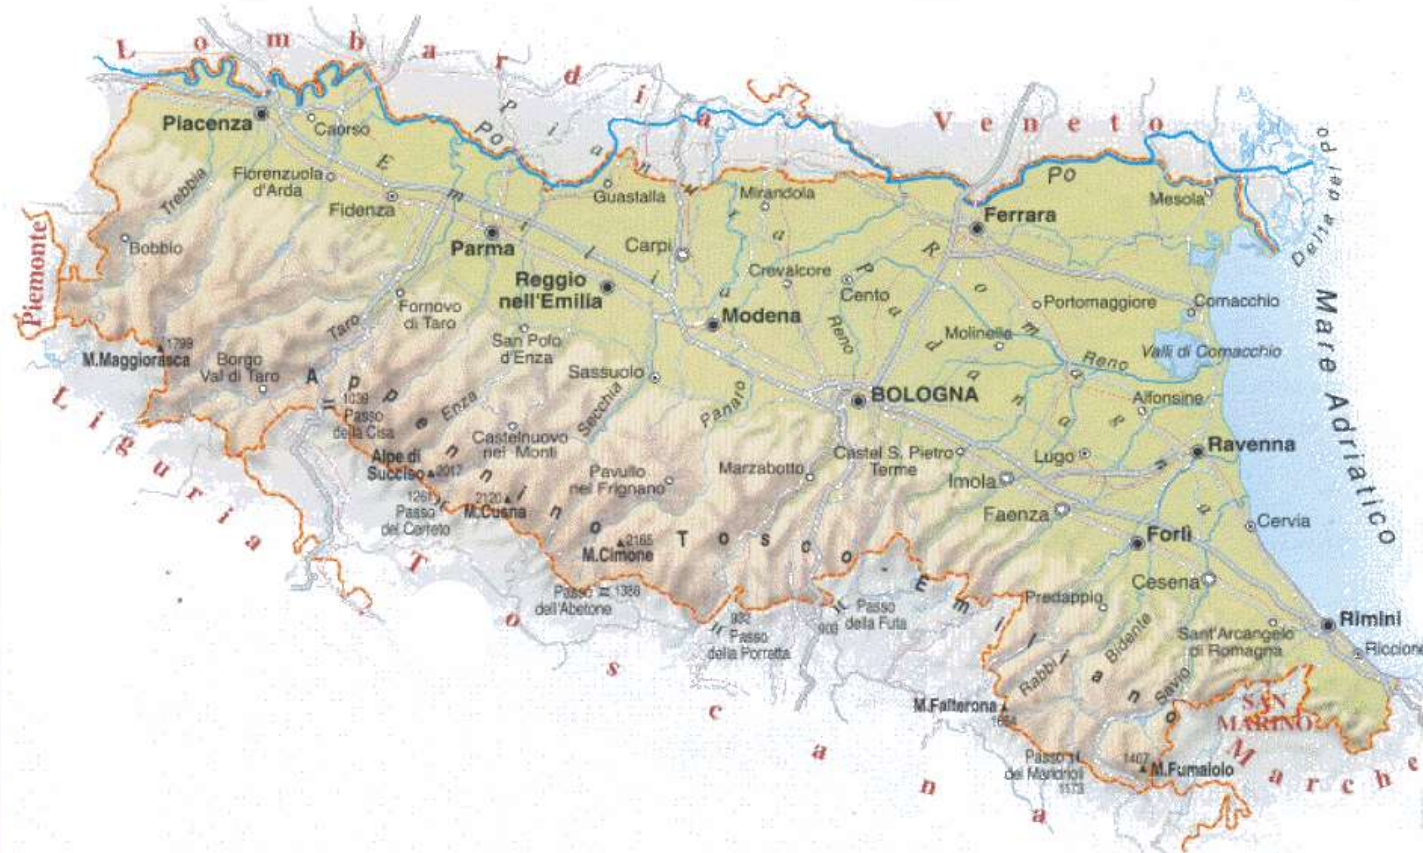 Lombardia
Veneto
Piemonte
Liguria
Toscana
Marche
SAN
MARINO
Mare Adriatico
Delta del Po
Pianura Padana
Emilia
Romagna
Appennino Tosco-Emiliano
Po
Po
Piacenza
Caorso
Fiorenzuola
d'Arda
Fidenza
Trebbia
Bobbio
Parma
Guastalla
Mirandola
Mesola
Ferrara
Carpi
Reggio
nell'Emilia
Crevalcore
Cento
Portomaggiore
Comacchio
Fornovo
di Taro
Taro
Modena
Reno
Molinella
Reno
Valli di Comacchio
San Polo
d'Enza
1799
M.Maggiorasca
Borgo
Val di Taro
Sassuolo
Secchia
Panaro
BOLOGNA
Alfonsine
1039
Passo
della Cisa
Enza
Castelnuovo
nei Monti
Ravenna
Alpe di
Succiso
2017
Pavullo
nel Frignano
Marzabotto
Castel S. Pietro
Terme
Lugo
Imola
1261
Passo
del Cerreto
2120
M.Cusna
Faenza
Cervia
2165
M.Cimone
Forlì
Cesena
Passo
dell'Abetone
1388
Predappio
932
Passo
della Porretta
903
Passo
della Futa
Rimini
Sant'Arcangelo
di Romagna
Riccione
Rabbi
Bidente
Savio
M.Falterona
1654
Passo
dei Mandrioli
1173
1407
M.Fumaiolo